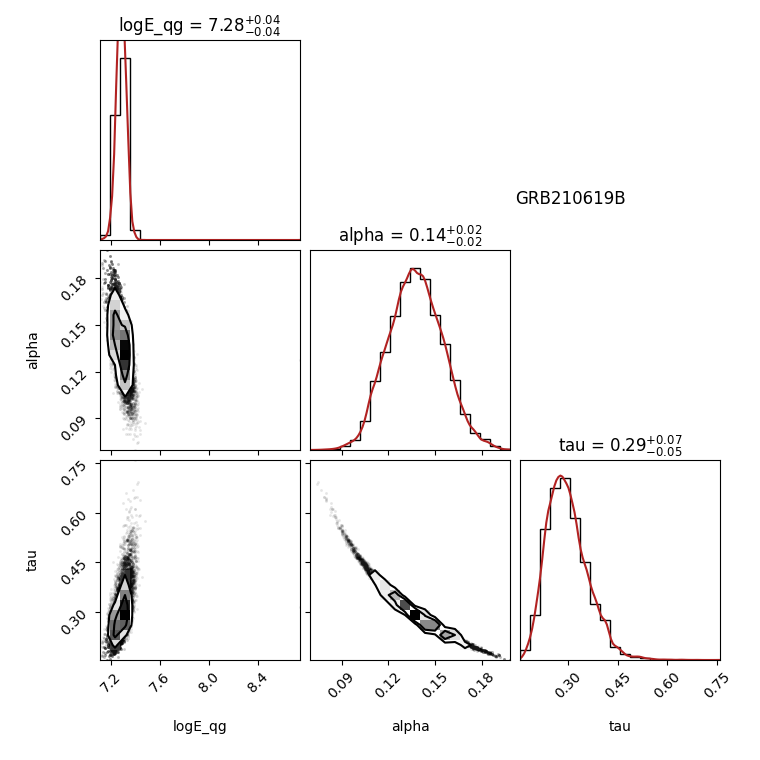 logE_qg = 7.28+0.04−0.04
GRB210619B
alpha = 0.14+0.02−0.02
0.18
0.15
0.12
0.09
alpha
tau = 0.29+0.07−0.05
0.75
0.60
0.45
0.30
tau
7.2 7.6 8.0 8.4
0.09 0.12 0.15 0.18
0.30 0.45 0.60 0.75
logE_qg alpha tau